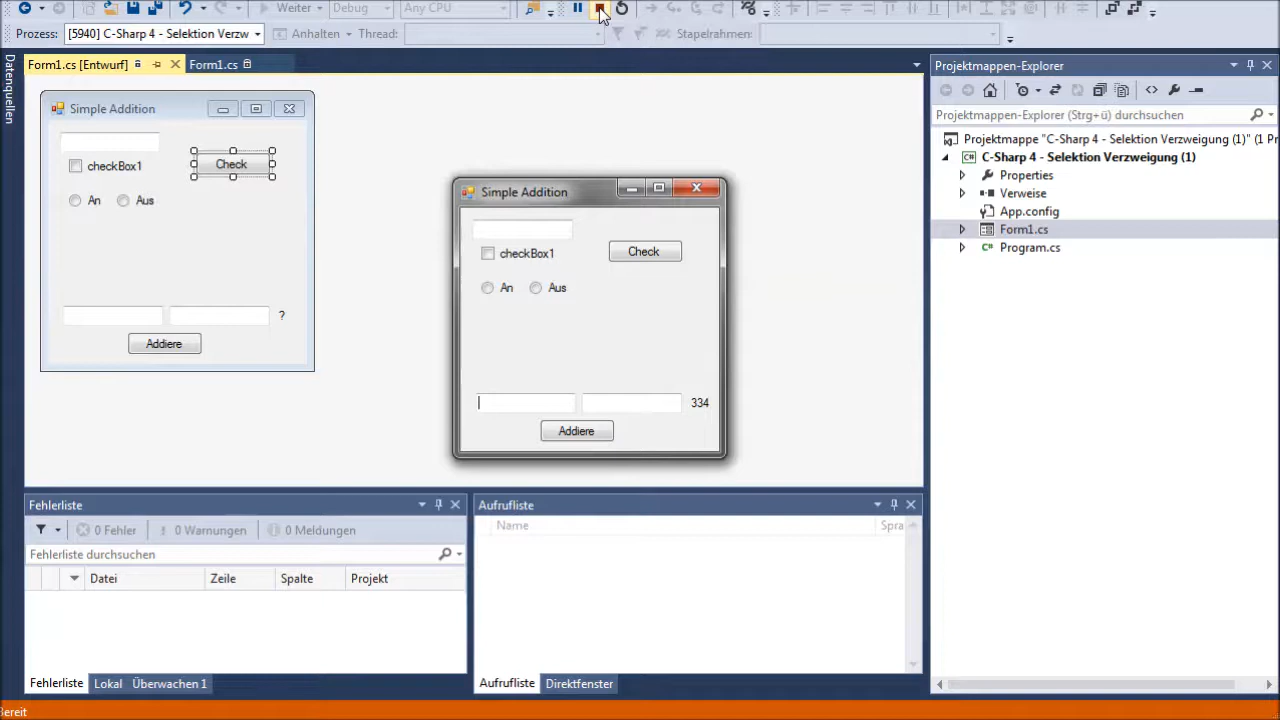 Weiter
Debug
Any CPU
Prozess:
[5940] C-Sharp 4 - Selektion Verzw
Anhalten
Thread:
Stapelrahmen:
Datenquellen
Form1.cs [Entwurf]
Form1.cs
Simple Addition
checkBox1
Check
An
Aus
?
Addiere
Simple Addition
checkBox1
Check
An
Aus
334
Addiere
Projektmappen-Explorer
Projektmappen-Explorer (Strg+ü) durchsuchen
Projektmappe "C-Sharp 4 - Selektion Verzweigung (1)" (1 P
C-Sharp 4 - Selektion Verzweigung (1)
Properties
Verweise
App.config
Form1.cs
Program.cs
Fehlerliste
0 Fehler
0 Warnungen
0 Meldungen
Fehlerliste durchsuchen
Datei
Zeile
Spalte
Projekt
Fehlerliste
Lokal
Überwachen 1
Aufrufliste
Name
Spra
Aufrufliste
Direktfenster
Bereit